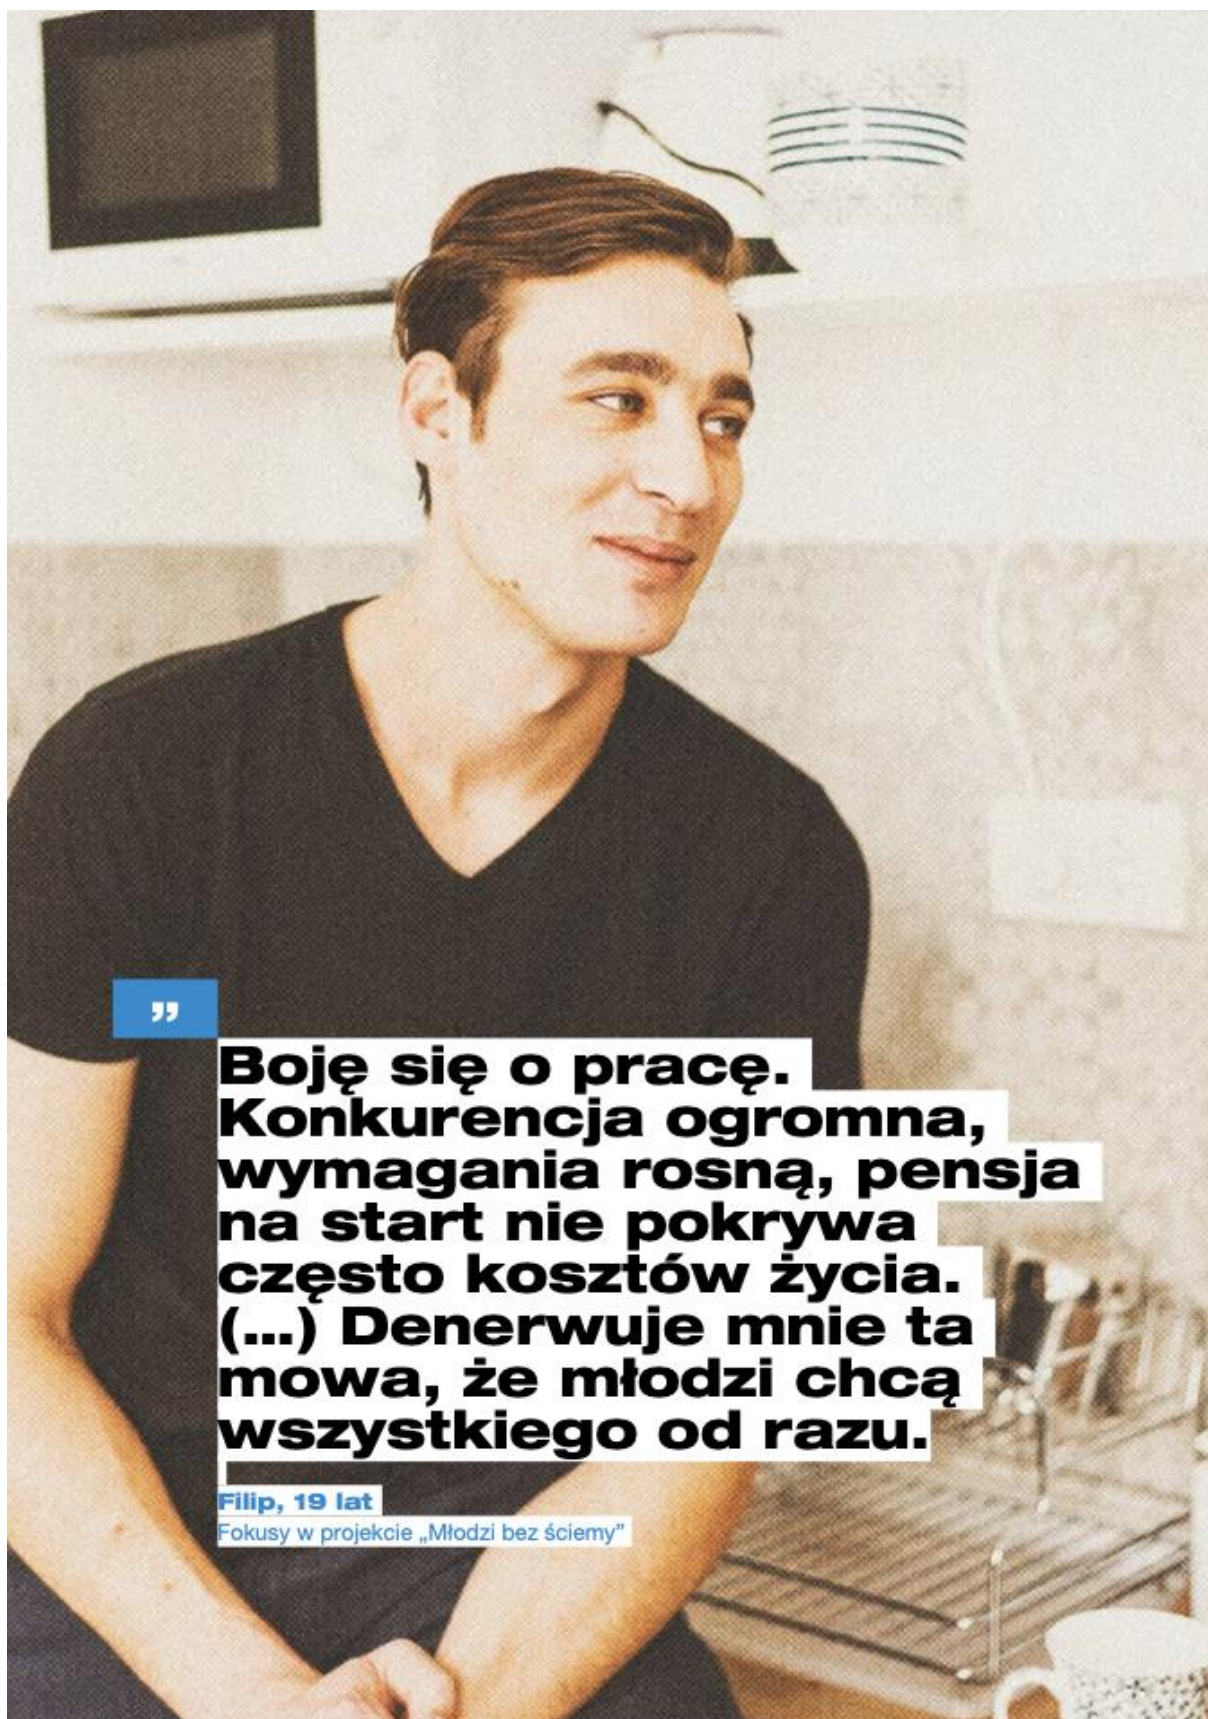 ”
Boję się o pracę.
Konkurencja ogromna,
wymagania rosną, pensja
na start nie pokrywa
często kosztów życia.
(...) Denerwuje mnie ta
mowa, że młodzi chcą
wszystkiego od razu.
Filip, 19 lat
Fokusy w projekcie „Młodzi bez ściemy”